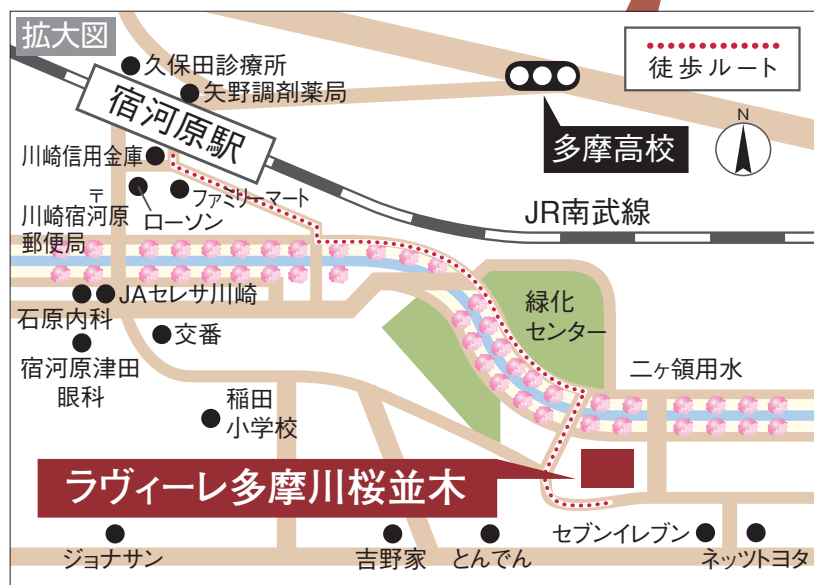 拡大図
徒歩ルート
N
久保田診療所
矢野調剤薬局
宿河原駅
多摩高校
川崎信用金庫
ファミリーマート
〒
ローソン
川崎宿河原
郵便局
JR南武線
JAセレサ川崎
石原内科
交番
宿河原津田
眼科
緑化
センター
二ヶ領用水
稲田
小学校
ラヴィーレ多摩川桜並木
ジョナサン
吉野家
とんでん
セブンイレブン
ネッツトヨタ